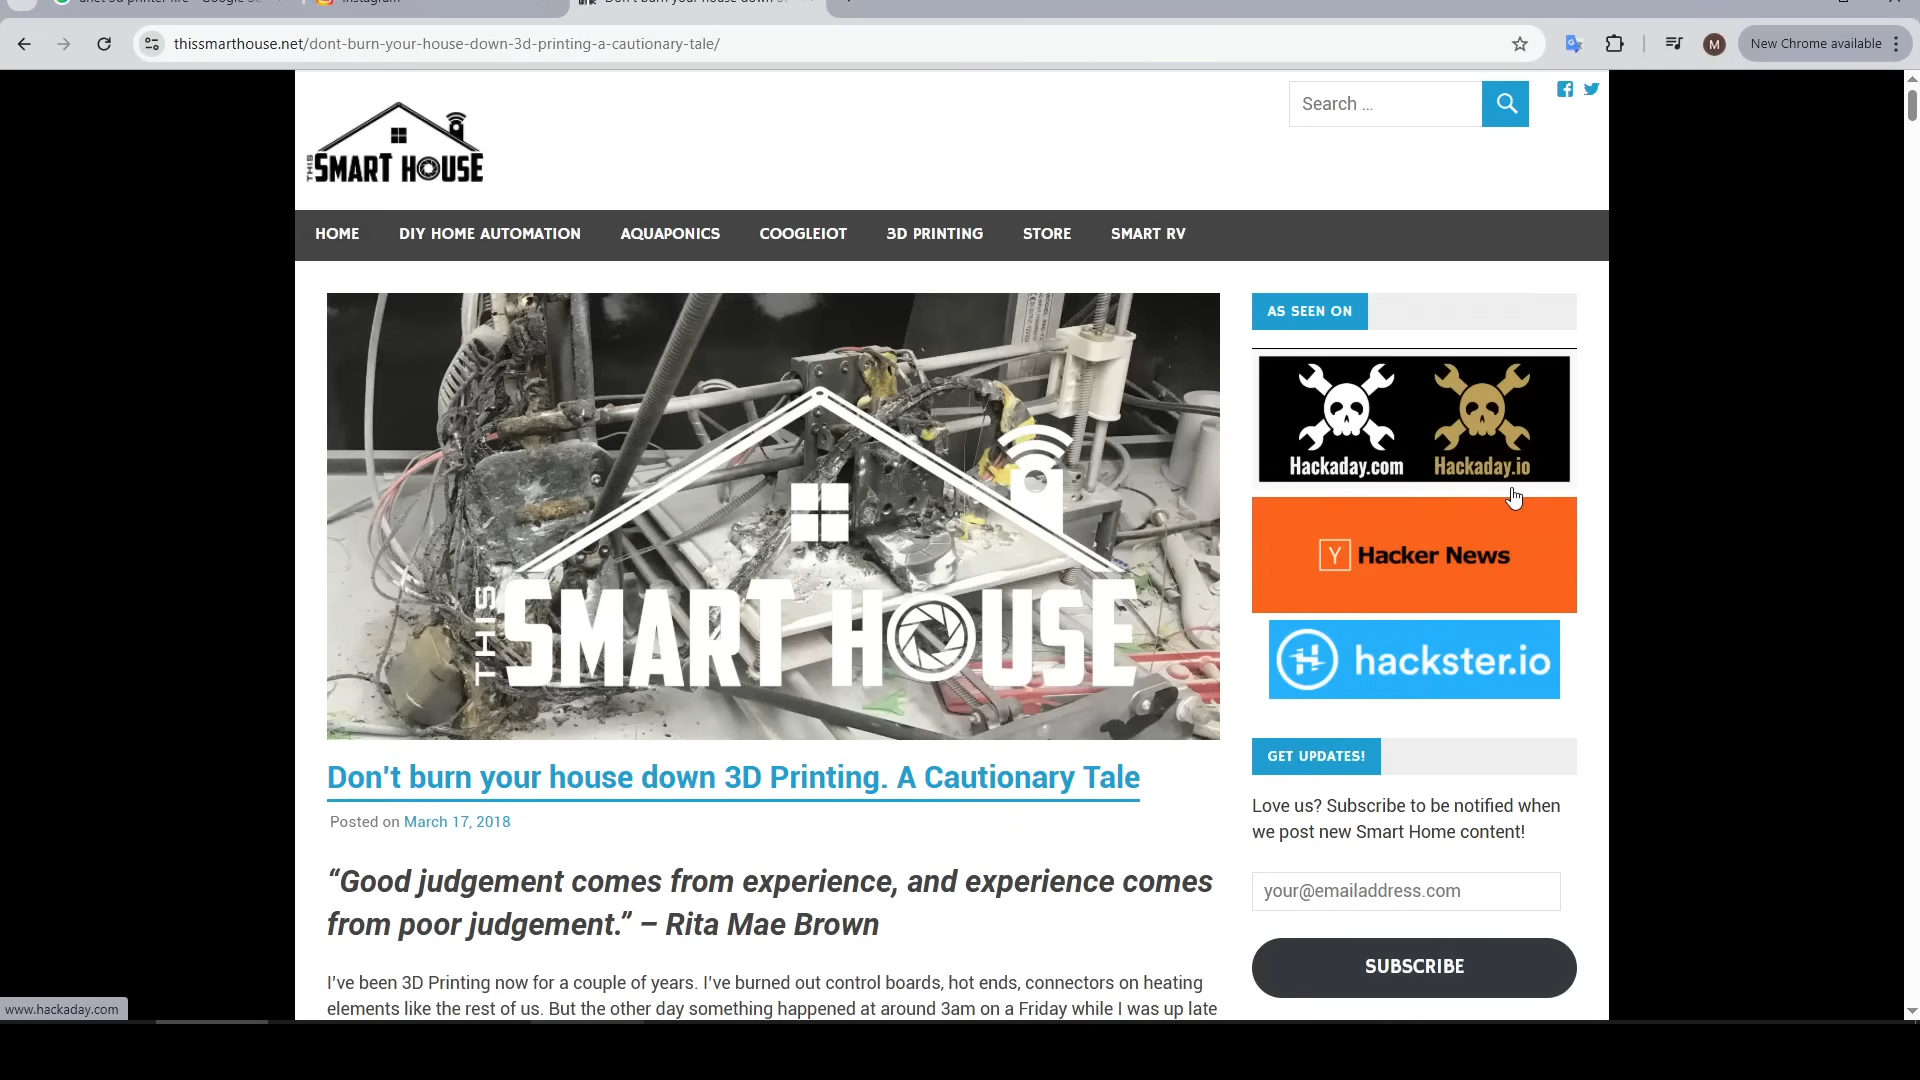 thissmarthouse.net/dont-burn-your-house-down-3d-printing-a-cautionary-tale/
M
New Chrome available
THIS SMART HOUSE
Search …
HOME
DIY HOME AUTOMATION
AQUAPONICS
COOGLEIOT
3D PRINTING
STORE
SMART RV
THIS SMART HOUSE
AS SEEN ON
Hackaday.com
Hackaday.io
Y Hacker News
hackster.io
Don't burn your house down 3D Printing. A Cautionary Tale
Posted on March 17, 2018
“Good judgement comes from experience, and experience comes
from poor judgement.” – Rita Mae Brown
I've been 3D Printing now for a couple of years. I've burned out control boards, hot ends, connectors on heating
elements like the rest of us. But the other day something happened at around 3am on a Friday while I was up late
GET UPDATES!
Love us? Subscribe to be notified when
we post new Smart Home content!
your@emailaddress.com
SUBSCRIBE
www.hackaday.com